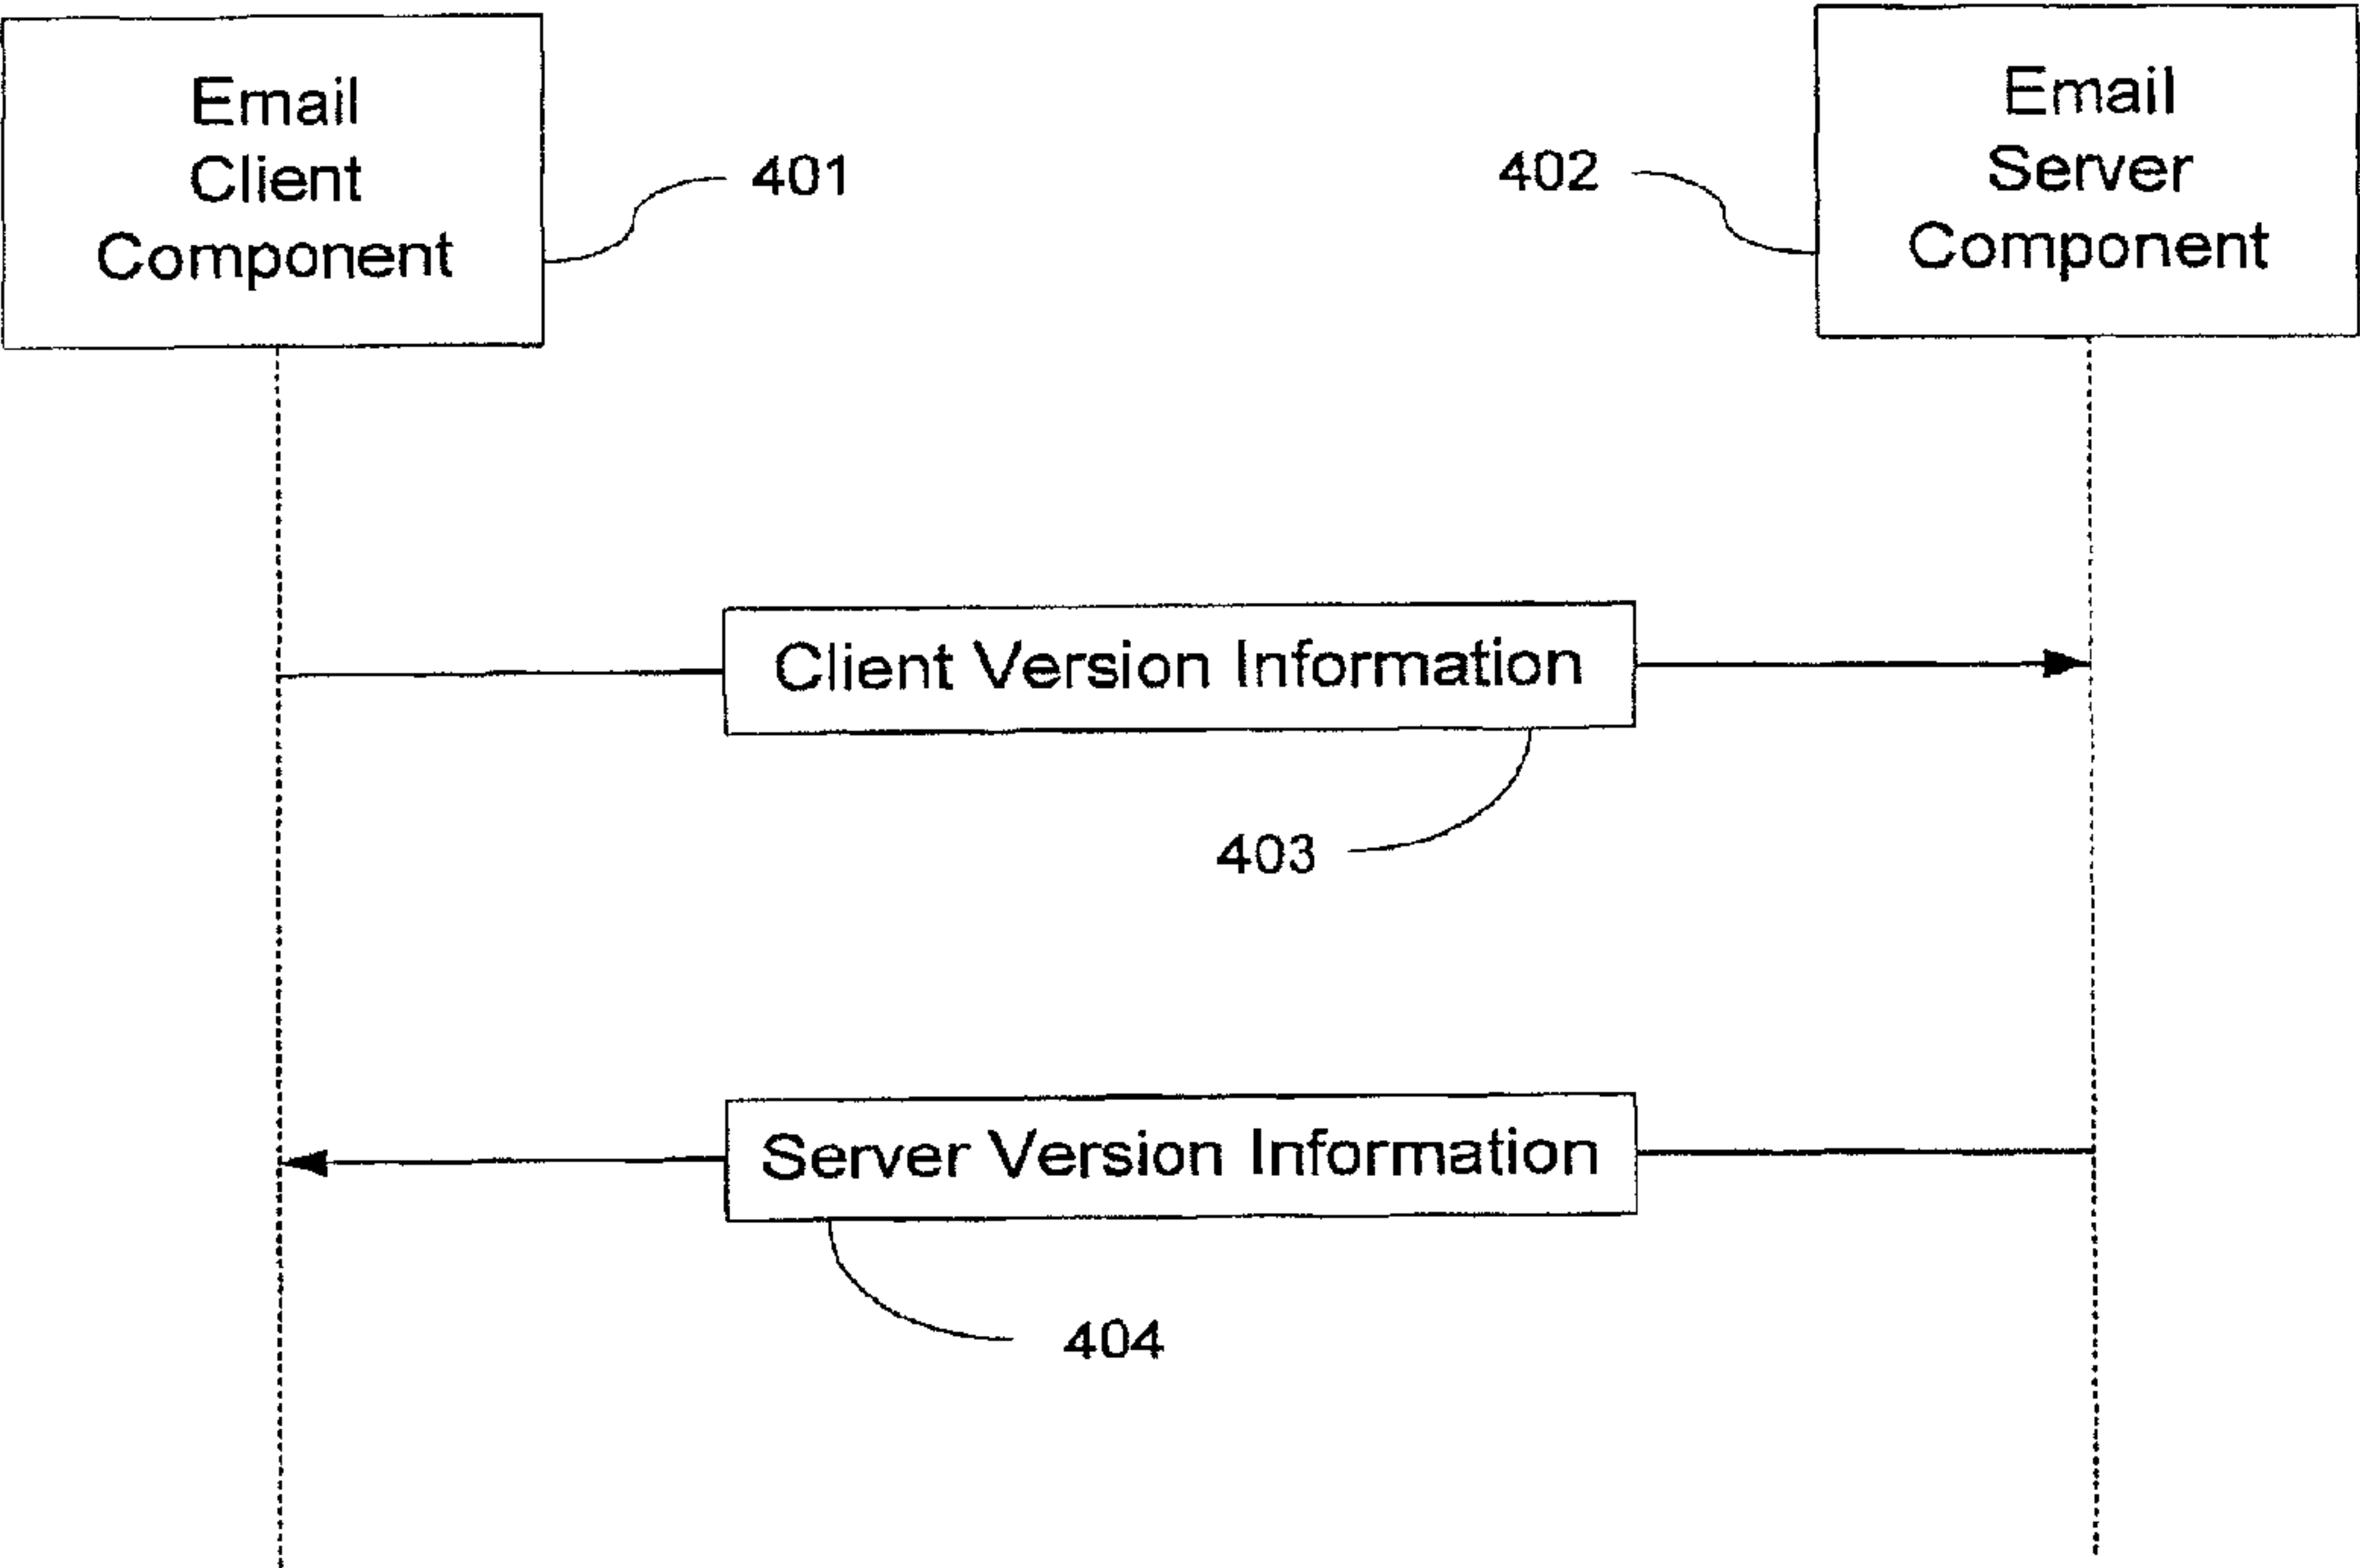 Email
Client
Component
401
402
Email
Server
Component
Client Version Information
403
Server Version Information
404